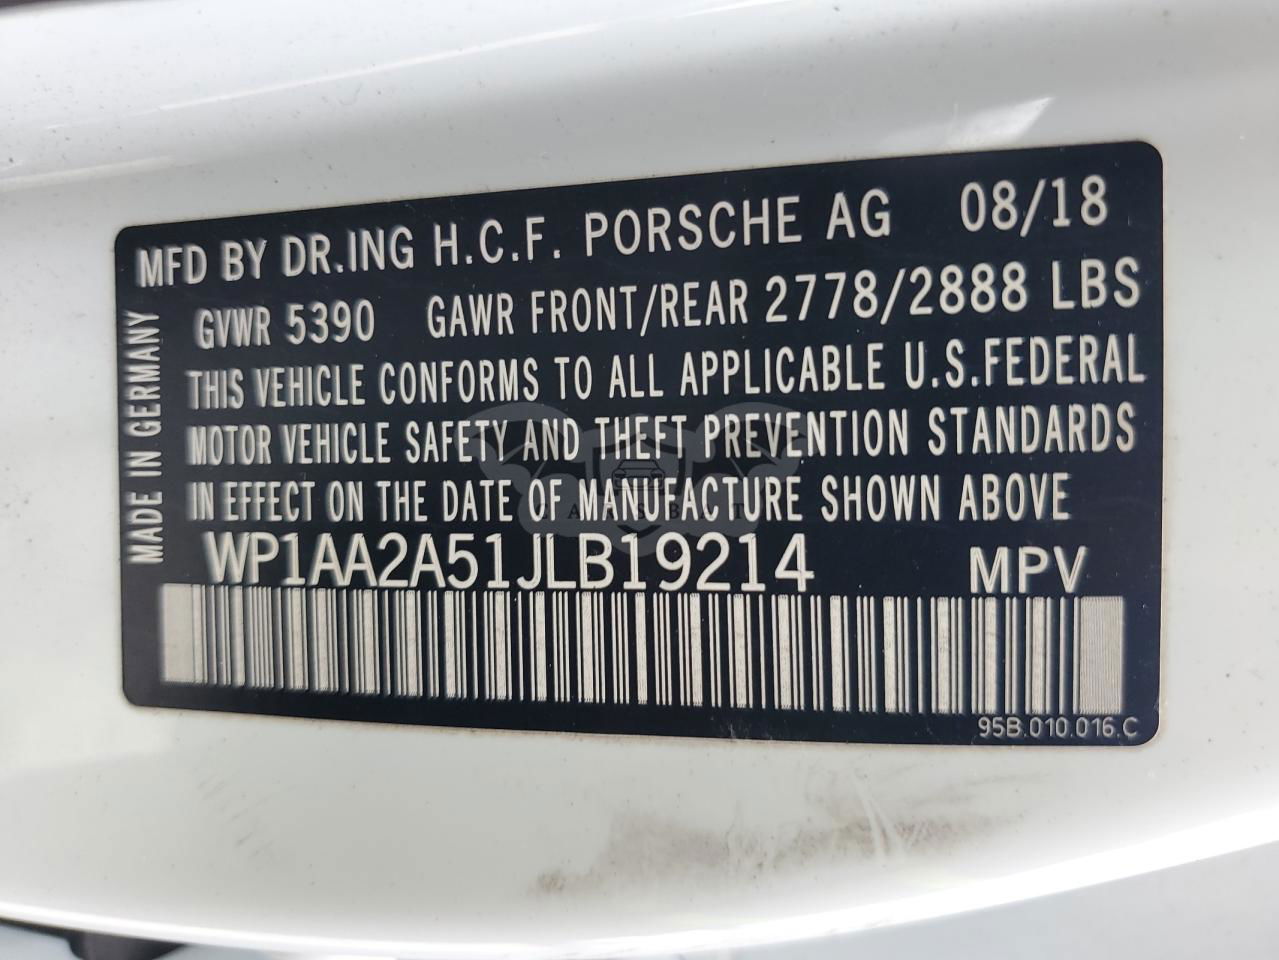 MFD BY DR.ING H.C.F. PORSCHE AG 08/18
GVWR 5390 GAWR FRONT/REAR 2778/2888 LBS
THIS VEHICLE CONFORMS TO ALL APPLICABLE U.S.FEDERAL
MOTOR VEHICLE SAFETY AND THEFT PREVENTION STANDARDS
IN EFFECT ON THE DATE OF MANUFACTURE SHOWN ABOVE
WP1AA2A51JLB19214 MPV
95B.010.016.C
MADE IN GERMANY